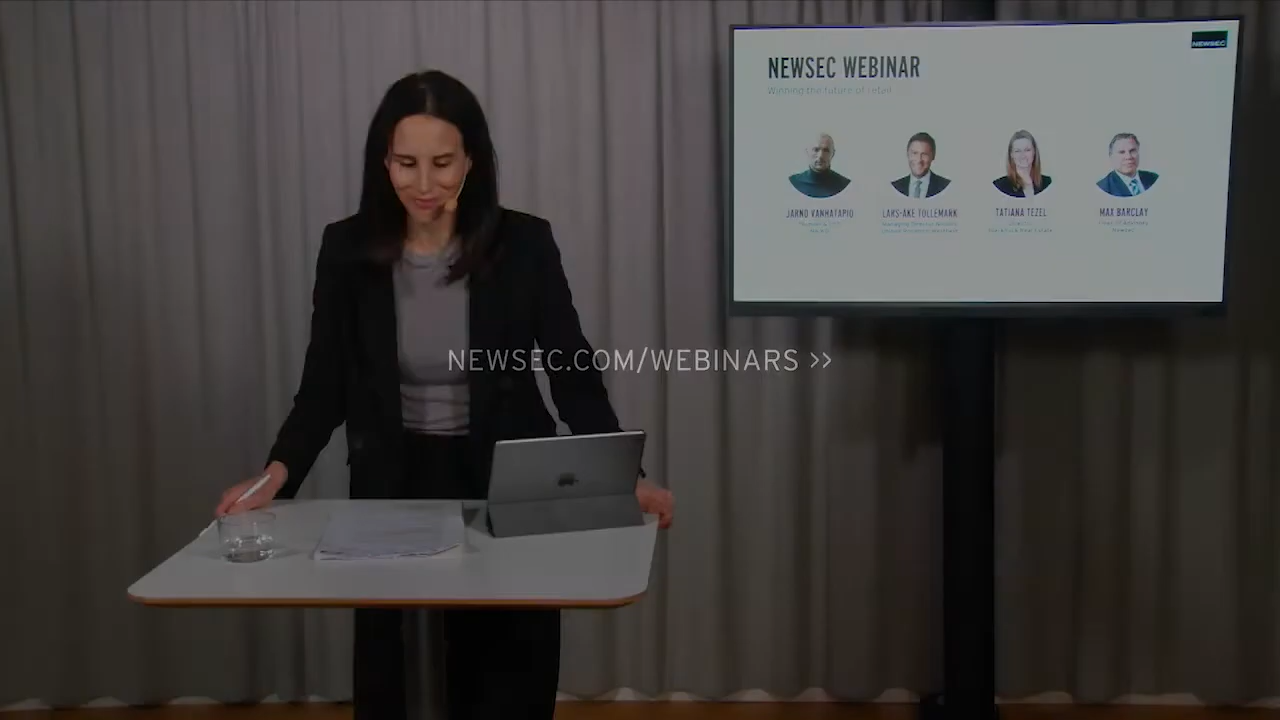 NEWSEC
NEWSEC WEBINAR
Winning the future of retail
JARNO VANHATAPIO
LARS-ÅKE TOLLEMARK
TATIANA TEZEL
MAX BARCLAY
NEWSEC.COM/WEBINARS >>